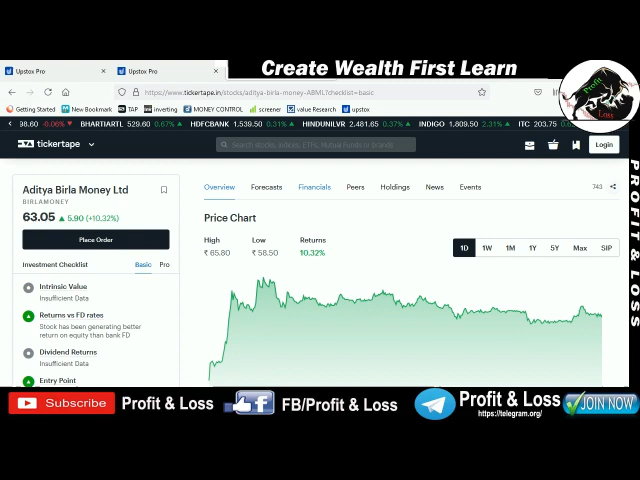 Create Wealth First Learn
Upstox Pro
Upstox Pro
https://www.tickertape.in/stocks/aditya-birla-money-ABML?checklist=basic
Getting Started
New Bookmark
TAP
inverting
MONEY CONTROL
screener
value Research
upstox
98.60 -0.06% BHARTIARTL 529.60 0.67% HDFCBANK 1,539.50 0.31% HINDUNILVR 2,481.65 0.37% INDIGO 1,809.50 2.31% ITC 203.75
Profit
Loss
tickertape
Search stocks, indices, ETFs, Mutual Funds or brands
Login
Aditya Birla Money Ltd
BIRLAMONEY
63.05 5.90 (+10.32%)
Place Order
Investment Checklist Basic Pro
Intrinsic Value
Insufficient Data
Returns vs FD rates
Stock has been generating better
return on equity than bank FD
Dividend Returns
Insufficient Data
Entry Point
Overview Forecasts Financials Peers Holdings News Events
743
Price Chart
High Low Returns
₹ 65.80 ₹ 58.50 10.32%
1D 1W 1M 1Y 5Y Max SIP
PROFIT & LOSS
Subscribe
Profit & Loss
FB/Profit & Loss
Profit & Loss
https://telegram.org/
JOIN NOW